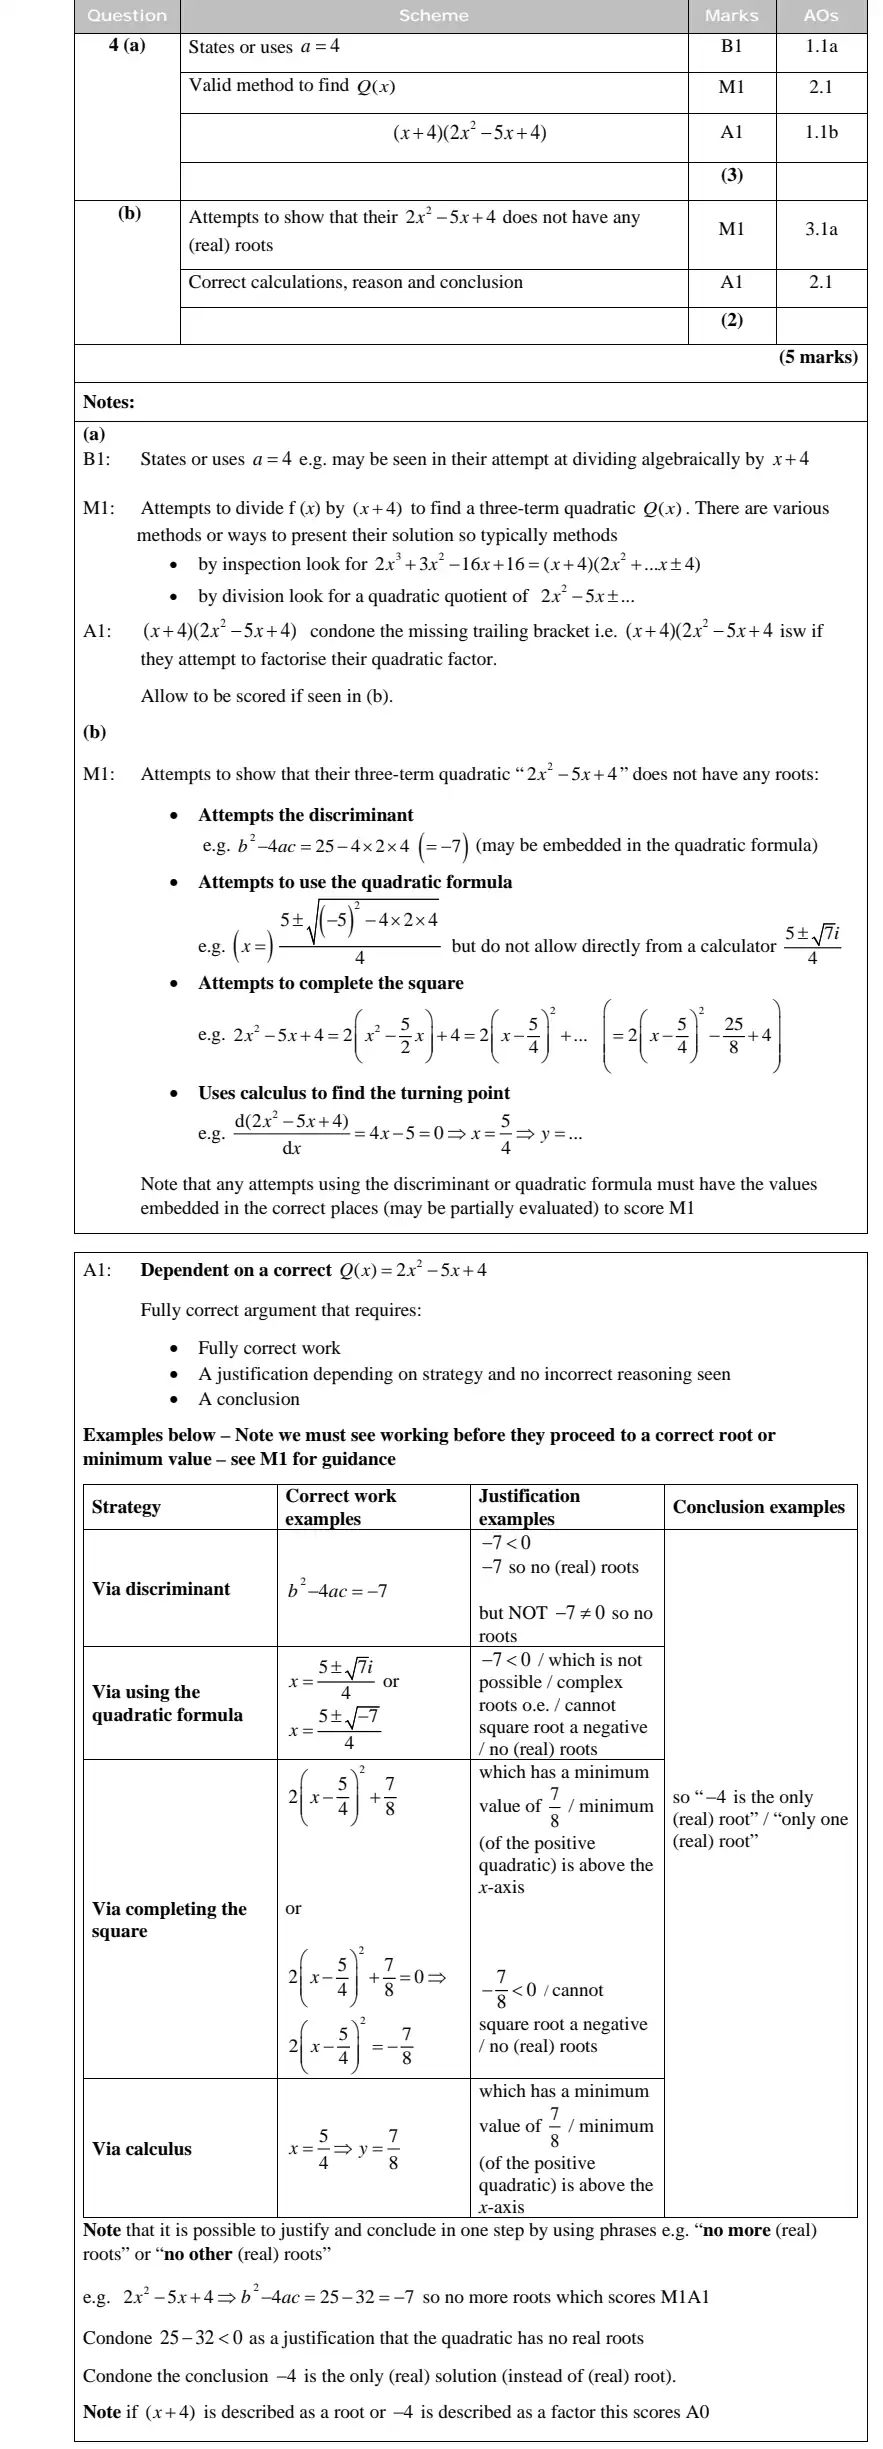 Question Scheme Marks AOs
4 (a) States or uses a = 4 B1 1.1a
Valid method to find Q(x) M1 2.1
(x+4)(2x²−5x+4) A1 1.1b
(3)
(b) Attempts to show that their 2x²−5x+4 does not have any
(real) roots M1 3.1a
Correct calculations, reason and conclusion A1 2.1
(2)
(5 marks)
Notes:
(a)
B1: States or uses a = 4 e.g. may be seen in their attempt at dividing algebraically by x+4
M1: Attempts to divide f (x) by (x+4) to find a three-term quadratic Q(x). There are various
methods or ways to present their solution so typically methods
• by inspection look for 2x³+3x²−16x+16=(x+4)(2x²+...x±4)
• by division look for a quadratic quotient of 2x²−5x±...
A1: (x+4)(2x²−5x+4) condone the missing trailing bracket i.e. (x+4)(2x²−5x+4 isw if
they attempt to factorise their quadratic factor.
Allow to be scored if seen in (b).
(b)
M1: Attempts to show that their three-term quadratic “2x²−5x+4” does not have any roots:
• Attempts the discriminant
e.g. b²−4ac = 25−4×2×4 (=−7) (may be embedded in the quadratic formula)
• Attempts to use the quadratic formula
e.g. (x=) (5±√((−5)²−4×2×4))/4 but do not allow directly from a calculator (5±√7i)/4
• Attempts to complete the square
e.g. 2x²−5x+4=2(x²−5/2x)+4=2(x−5/4)²+... (=2(x−5/4)²−25/8+4)
• Uses calculus to find the turning point
e.g. d(2x²−5x+4)/dx=4x−5=0⇒x=5/4⇒y=...
Note that any attempts using the discriminant or quadratic formula must have the values
embedded in the correct places (may be partially evaluated) to score M1
A1: Dependent on a correct Q(x)=2x²−5x+4
Fully correct argument that requires:
• Fully correct work
• A justification depending on strategy and no incorrect reasoning seen
• A conclusion
Examples below – Note we must see working before they proceed to a correct root or
minimum value – see M1 for guidance
Strategy
Correct work
examples
Justification
examples
Conclusion examples
Via discriminant
b²−4ac=−7
−7<0
−7 so no (real) roots
but NOT −7≠0 so no
roots
Via using the
quadratic formula
x=(5±√7i)/4 or
x=(5±√−7)/4
−7<0 / which is not
possible / complex
roots o.e. / cannot
square root a negative
/ no (real) roots
Via completing the
square
2(x−5/4)²+7/8
or
2(x−5/4)²+7/8=0⇒
2(x−5/4)²=−7/8
which has a minimum
value of 7/8 / minimum
(of the positive
quadratic) is above the
x-axis
−7/8<0 / cannot
square root a negative
/ no (real) roots
Via calculus
x=5/4⇒y=7/8
which has a minimum
value of 7/8 / minimum
(of the positive
quadratic) is above the
x-axis
so “−4 is the only
(real) root” / “only one
(real) root”
Note that it is possible to justify and conclude in one step by using phrases e.g. “no more (real)
roots” or “no other (real) roots”
e.g. 2x²−5x+4⇒b²−4ac=25−32=−7 so no more roots which scores M1A1
Condone 25−32<0 as a justification that the quadratic has no real roots
Condone the conclusion −4 is the only (real) solution (instead of (real) root).
Note if (x+4) is described as a root or −4 is described as a factor this scores A0